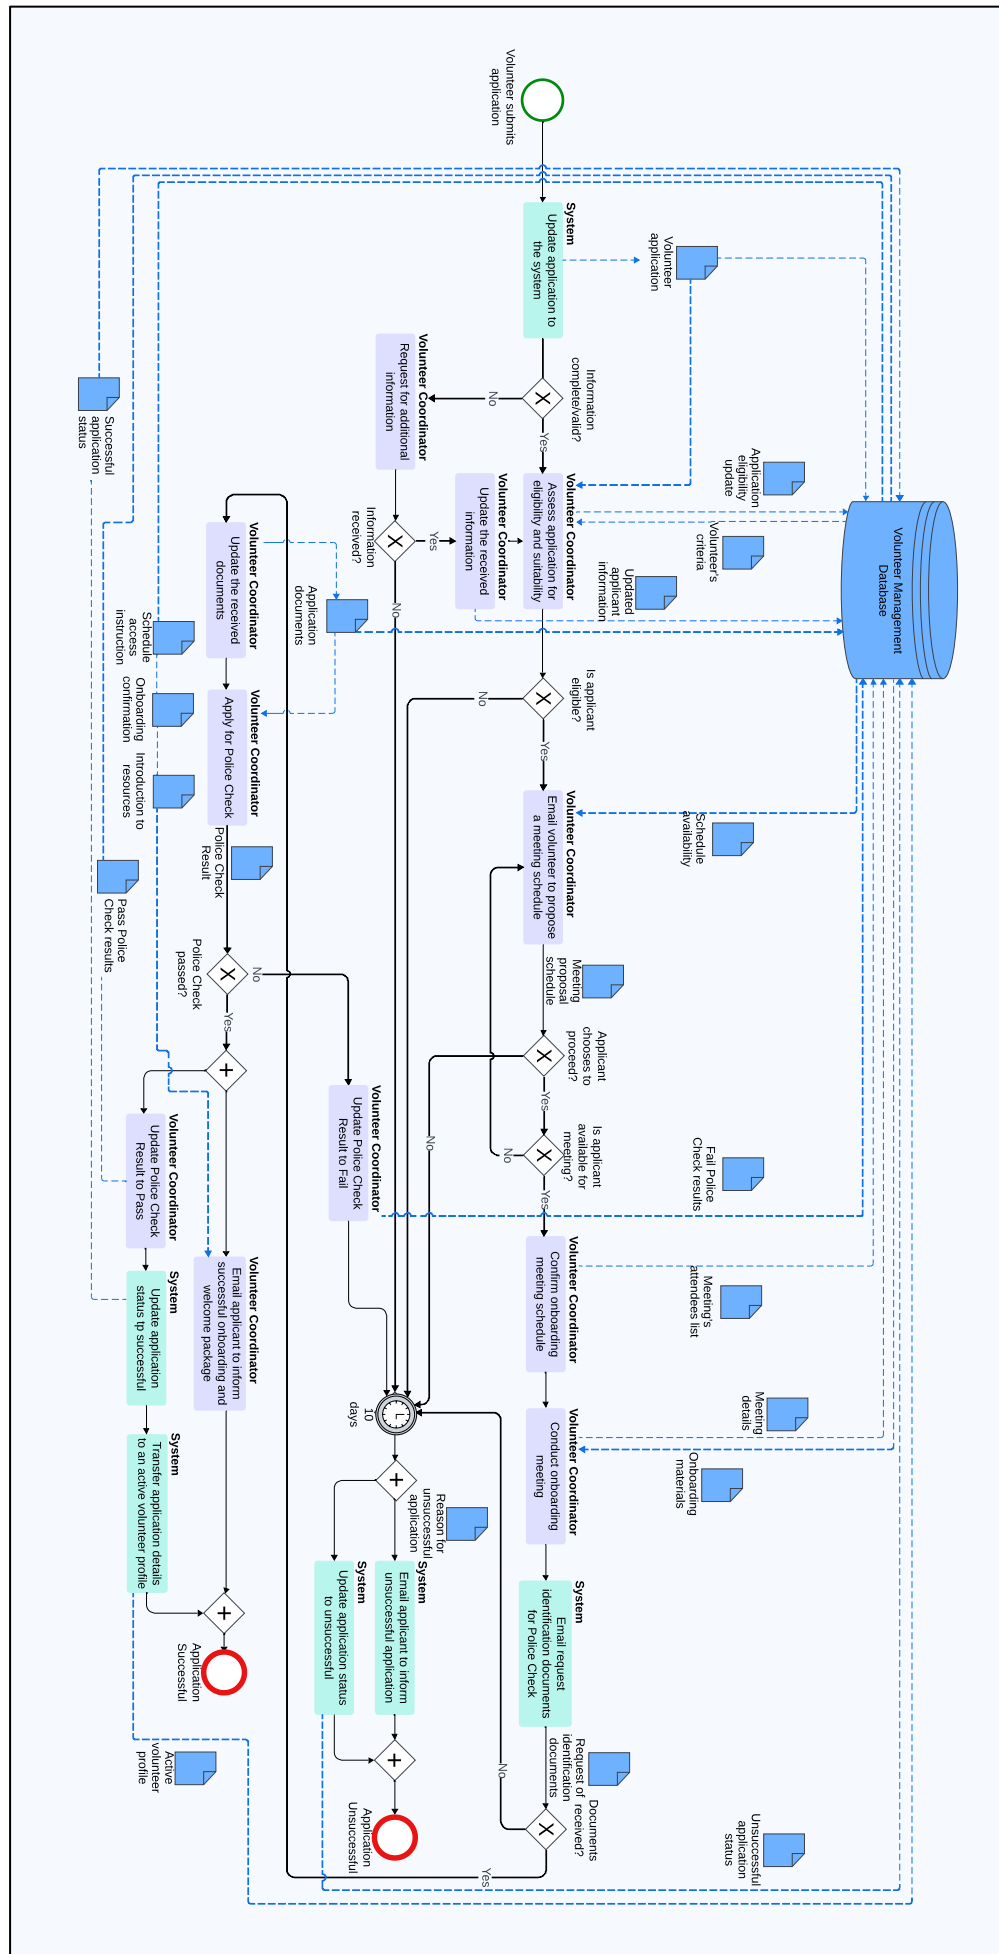 Volunteer submits
application
System
Update application to
the system
Volunteer
application
Information
complete/valid?
No
Yes
Volunteer Coordinator
Request for additional
information
Information
received?
Yes
No
Volunteer Coordinator
Update the received
information
Volunteer Coordinator
Assess application for
eligibility and suitability
Application
eligibility
update
Volunteer's
criteria
Updated
applicant
information
Volunteer Management
Database
Is applicant
eligible?
No
Yes
Volunteer Coordinator
Email volunteer to propose
a meeting schedule
Schedule
availability
Meeting
proposal
schedule
Applicant
chooses to
proceed?
No
Yes
Is applicant
available for
meeting?
No
Yes
Fail Police
Check results
Volunteer Coordinator
Confirm onboarding
meeting schedule
Meeting's
attendees list
Volunteer Coordinator
Conduct onboarding
meeting
Meeting
details
Onboarding
materials
System
Email request
identification documents
for Police Check
Request of
identification
documents
Documents
received?
No
Yes
Unsuccessful
application
status
Volunteer Coordinator
Update the received
documents
Application
documents
Volunteer Coordinator
Apply for Police Check
Police Check
Result
Police Check
passed?
No
Yes
Volunteer Coordinator
Update Police Check
Result to Fail
10
days
Reason for
unsuccessful
application
System
Email applicant to inform
unsuccessful application
System
Update application status
to unsuccessful
Application
Unsuccessful
Volunteer Coordinator
Email applicant to inform
successful onboarding and
welcome package
Volunteer Coordinator
Update Police Check
Result to Pass
System
Update application
status tp successful
System
Transfer application details
to an active volunteer profile
Application
Successful
Active
volunteer
profile
Successful
application
status
Schedule
access
instruction
Onboarding
confirmation
Introduction to
resources
Pass Police
Check results